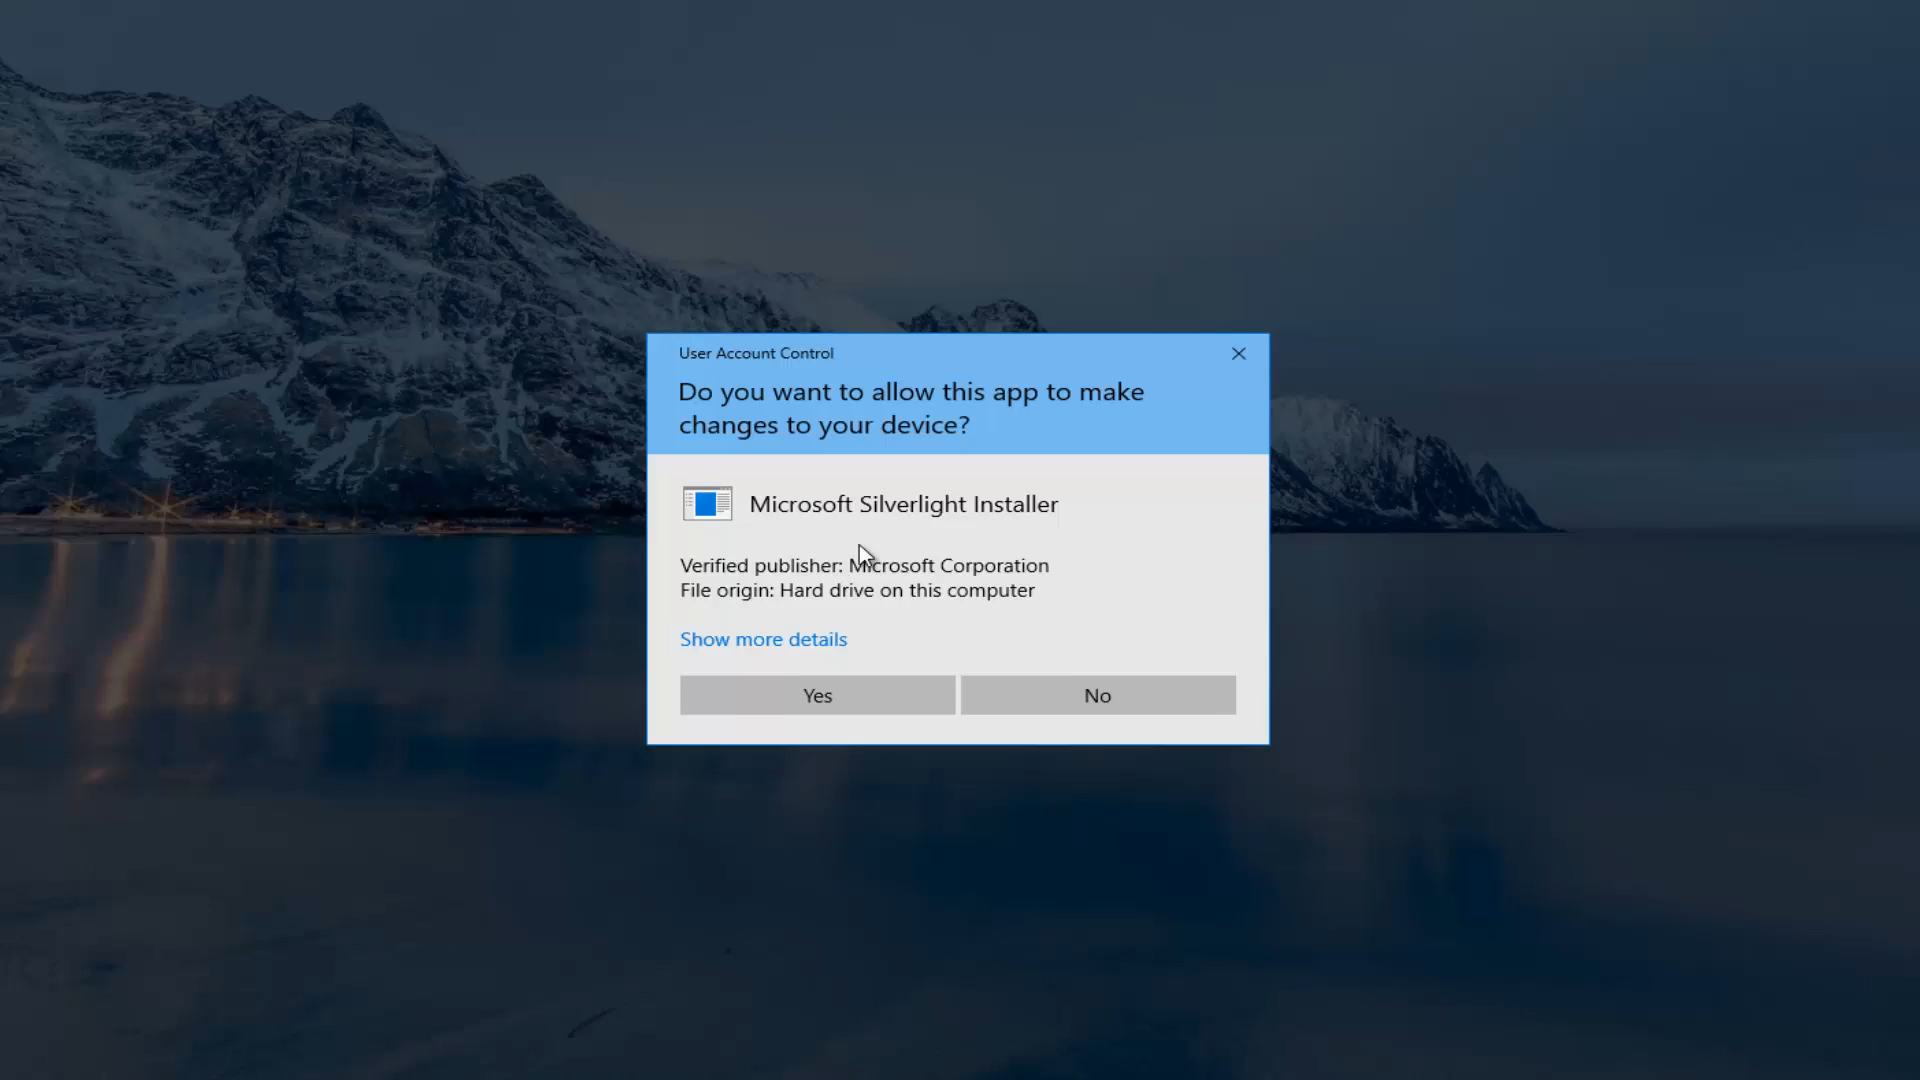 User Account Control
Do you want to allow this app to make
changes to your device?
Microsoft Silverlight Installer
Verified publisher: Microsoft Corporation
File origin: Hard drive on this computer
Show more details
Yes
No